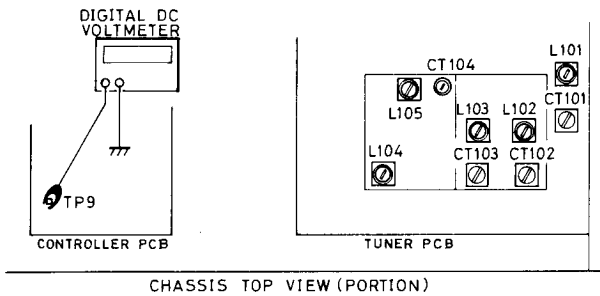 DIGITAL DC
VOLTMETER
TP9
CONTROLLER PCB
CT104
L101
L105
L103
L102
CT101
L104
CT103
CT102
TUNER PCB
CHASSIS TOP VIEW (PORTION)